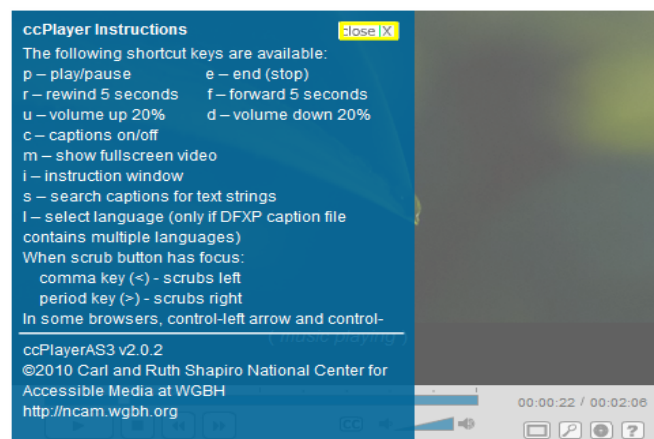 ccPlayer Instructions
close X
The following shortcut keys are available:
p – play/pause e – end (stop)
r – rewind 5 seconds f – forward 5 seconds
u – volume up 20% d – volume down 20%
c – captions on/off
m – show fullscreen video
i – instruction window
s – search captions for text strings
l – select language (only if DFXP caption file
contains multiple languages)
When scrub button has focus:
comma key (<) - scrubs left
period key (>) - scrubs right
In some browsers, control-left arrow and control-
( music playing )
ccPlayerAS3 v2.0.2
©2010 Carl and Ruth Shapiro National Center for
Accessible Media at WGBH
http://ncam.wgbh.org
00:00:22 / 00:02:06
CC
?